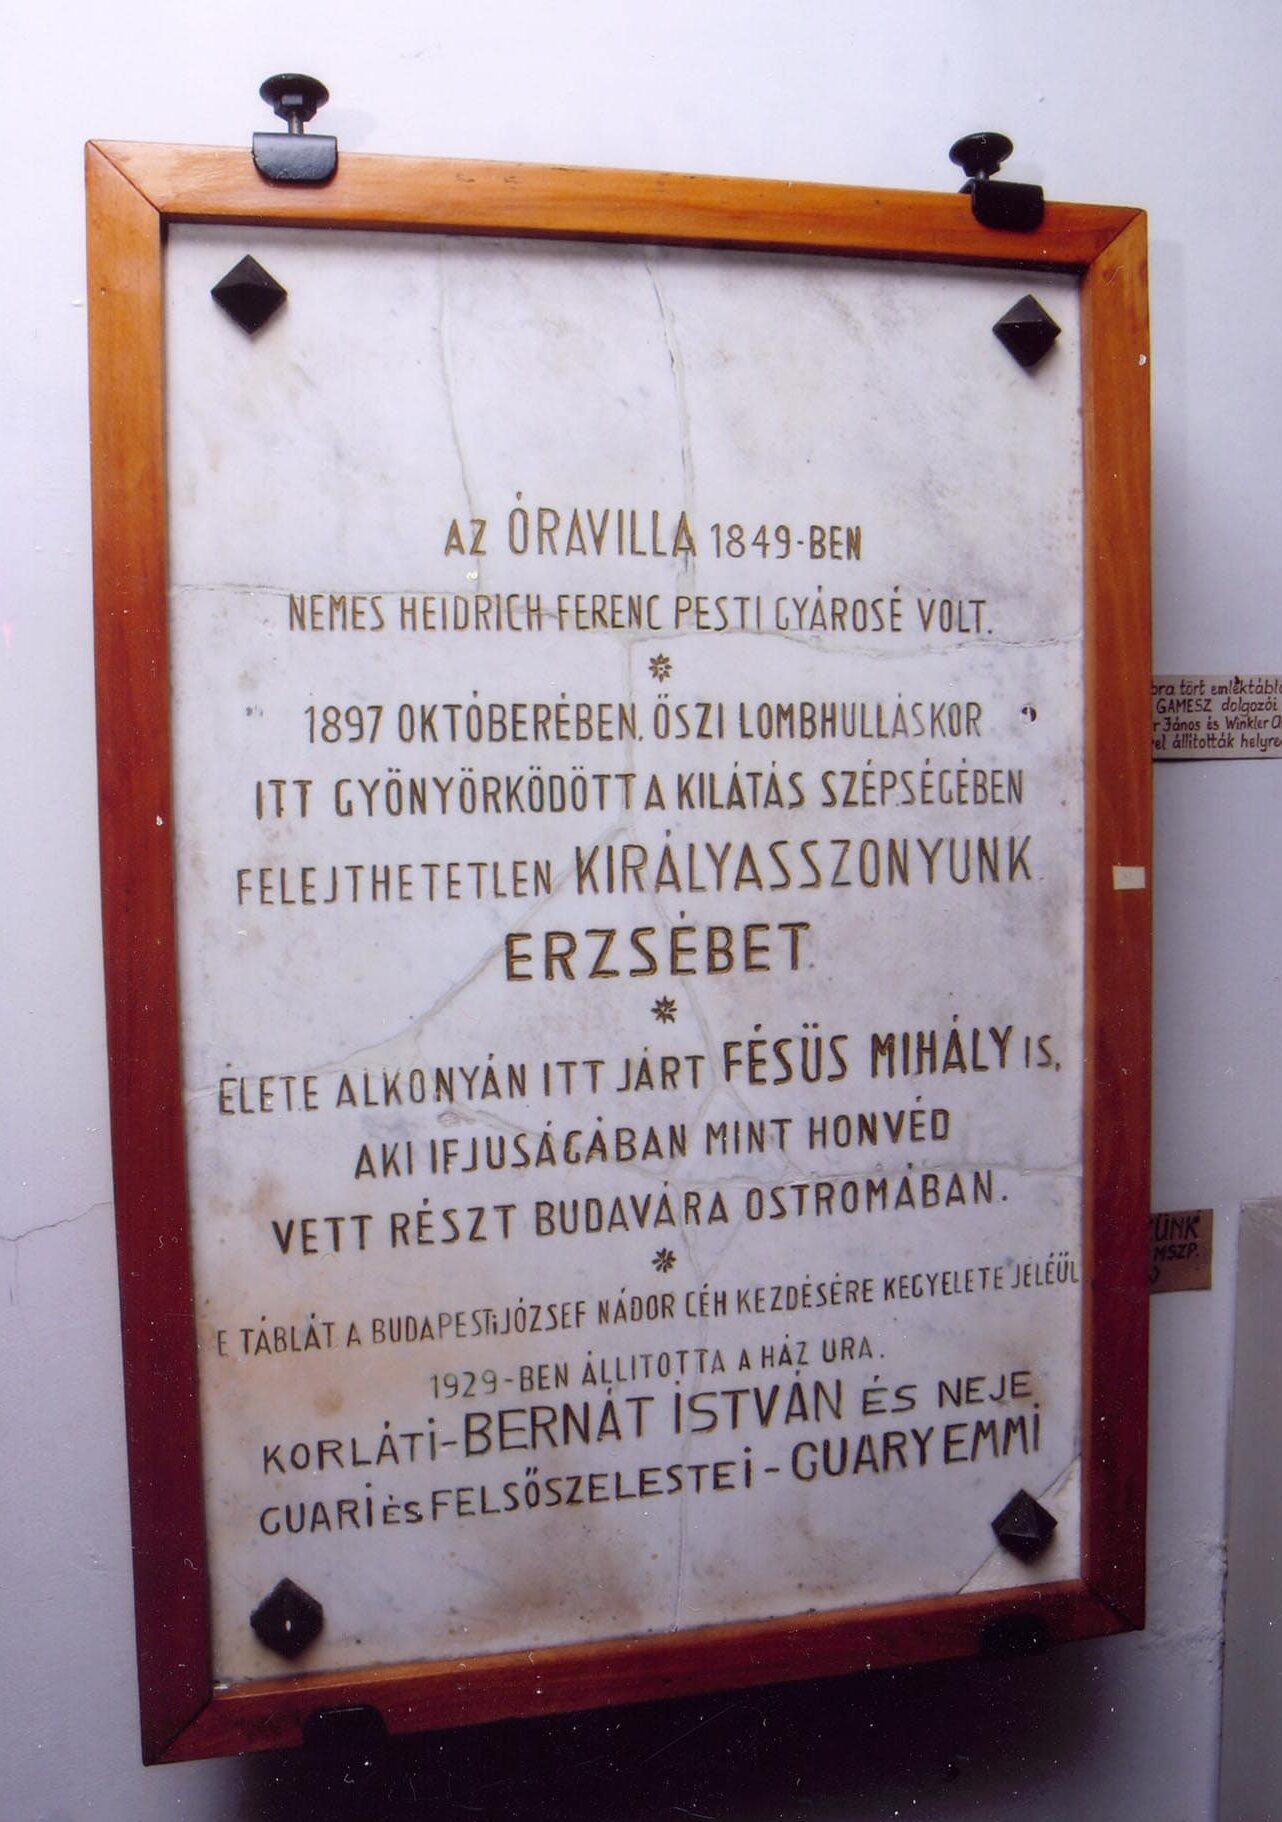 AZ ÓRAVILLA 1849-BEN
NEMES HEIDRICH FERENC PESTI GYÁROSÉ VOLT.
1897 OKTÓBERÉBEN, ŐSZI LOMBHULLÁSKOR
ITT GYÖNYÖRKÖDÖTT A KILÁTÁS SZÉPSÉGÉBEN
FELEJTHETETLEN KIRÁLYASSZONYUNK
ERZSÉBET.
ÉLETE ALKONYÁN ITT JÁRT FÉSÜS MIHÁLY IS,
AKI IFJUSÁGÁBAN MINT HONVÉD
VETT RÉSZT BUDAVÁRA OSTROMÁBAN.
E TÁBLÁT A BUDAPESTi JÓZSEF NÁDOR CÉH KEZDÉSÉRE KEGYELETE JELÉÜL
1929-BEN ÁLLITOTTA A HÁZ URA.
KORLÁTi-BERNÁT iSTVÁN ÉS NEJE
GUARi ÉS FELSŐSZELESTEi-GUARY EMMi
tört emléktábl
GAMESZ dolgozói
János és Winkler
állították helyre
MSZP.